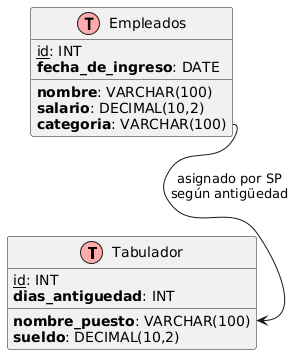 T Empleados
id: INT
fecha_de_ingreso: DATE
nombre: VARCHAR(100)
salario: DECIMAL(10,2)
categoria: VARCHAR(100)
asignado por SP
según antigüedad
T Tabulador
id: INT
dias_antiguedad: INT
nombre_puesto: VARCHAR(100)
sueldo: DECIMAL(10,2)